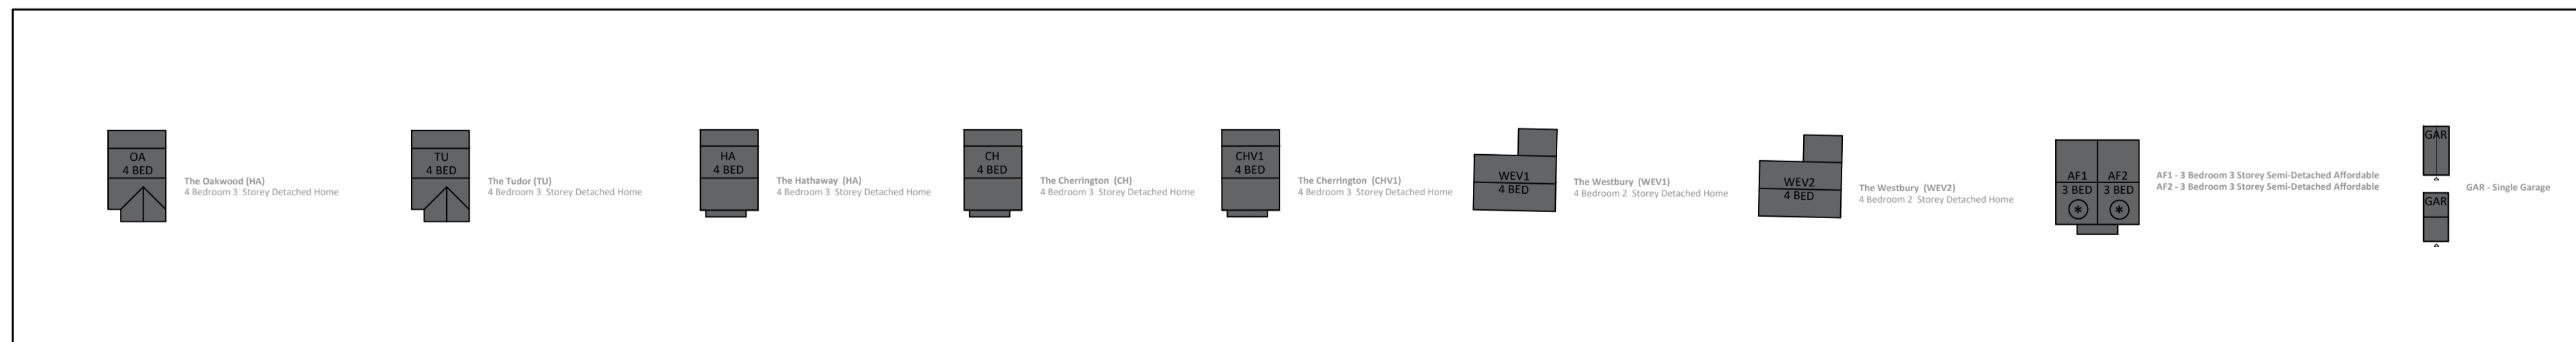 OA
4 BED
The Oakwood (HA)
4 Bedroom 3 Storey Detached Home
TU
4 BED
The Tudor (TU)
4 Bedroom 3 Storey Detached Home
HA
4 BED
The Hathaway (HA)
4 Bedroom 3 Storey Detached Home
CH
4 BED
The Cherrington (CH)
4 Bedroom 3 Storey Detached Home
CHV1
4 BED
The Cherrington (CHV1)
4 Bedroom 3 Storey Detached Home
WEV1
4 BED
The Westbury (WEV1)
4 Bedroom 2 Storey Detached Home
WEV2
4 BED
The Westbury (WEV2)
4 Bedroom 2 Storey Detached Home
AF1 AF2
3 BED 3 BED
* *
AF1 - 3 Bedroom 3 Storey Semi-Detached Affordable
AF2 - 3 Bedroom 3 Storey Semi-Detached Affordable
GAR
GAR
GAR - Single Garage